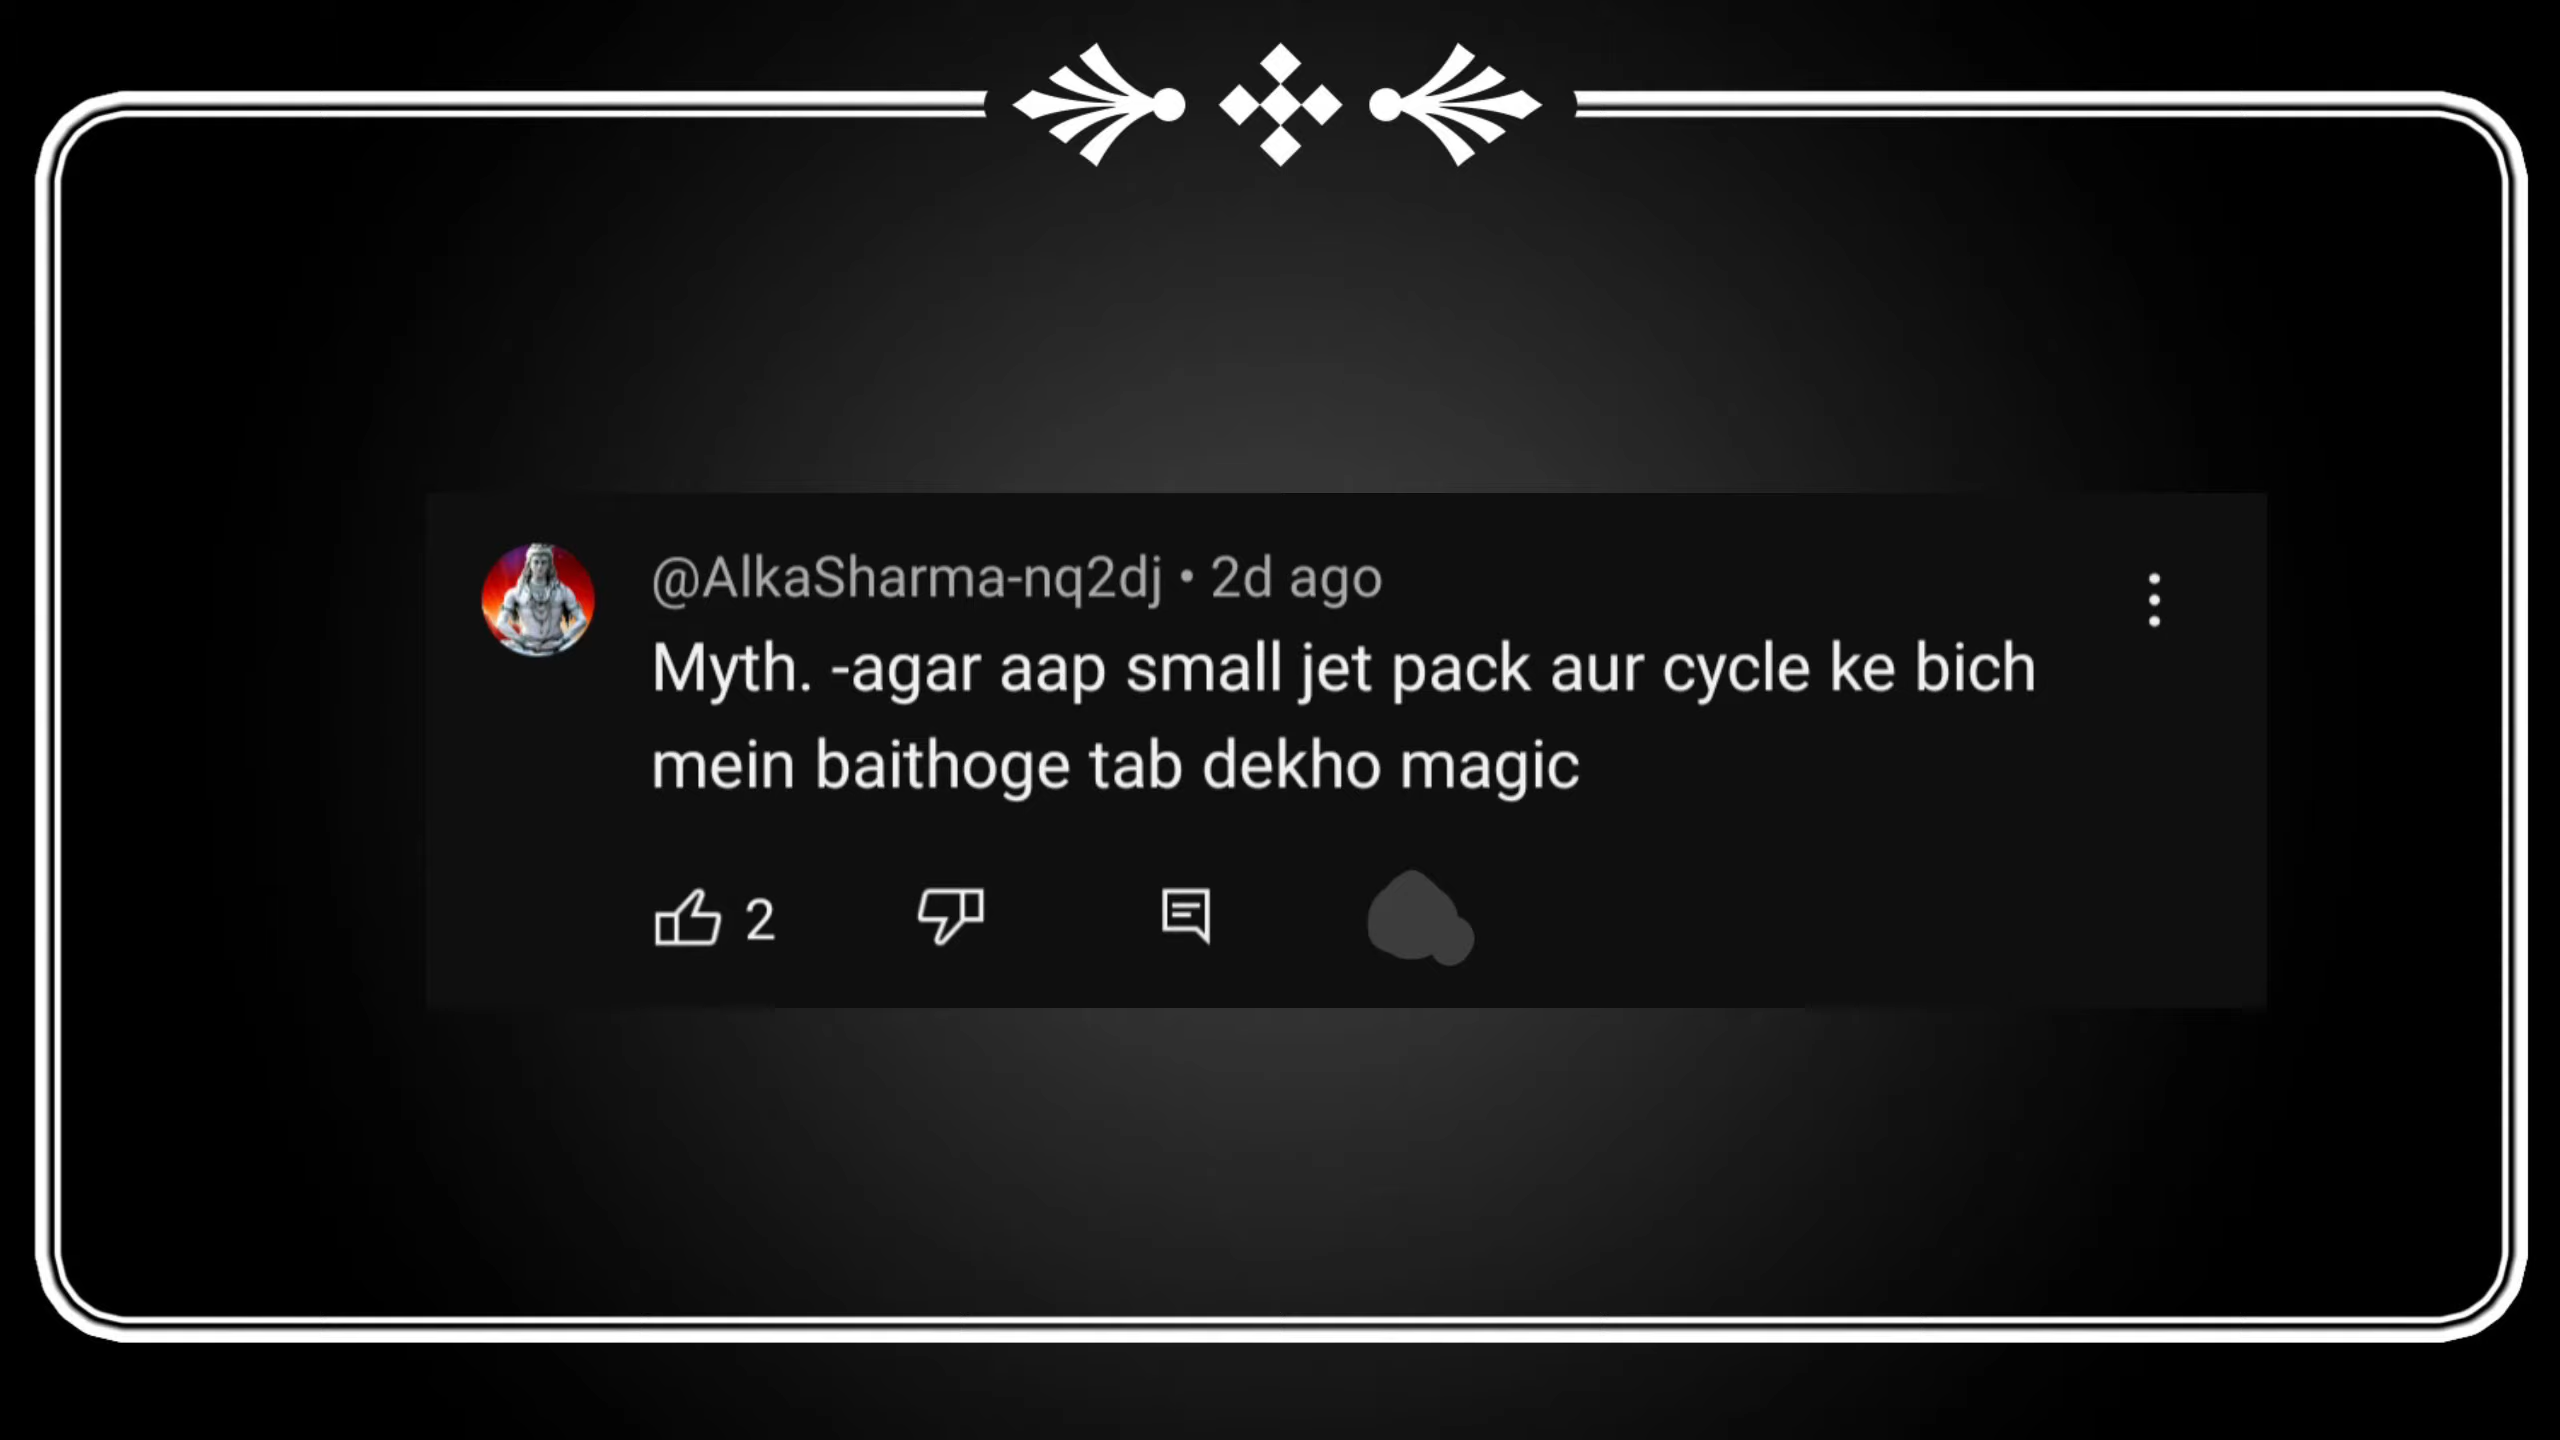 @AlkaSharma-nq2dj • 2d ago
Myth. -agar aap small jet pack aur cycle ke bich
mein baithoge tab dekho magic
2